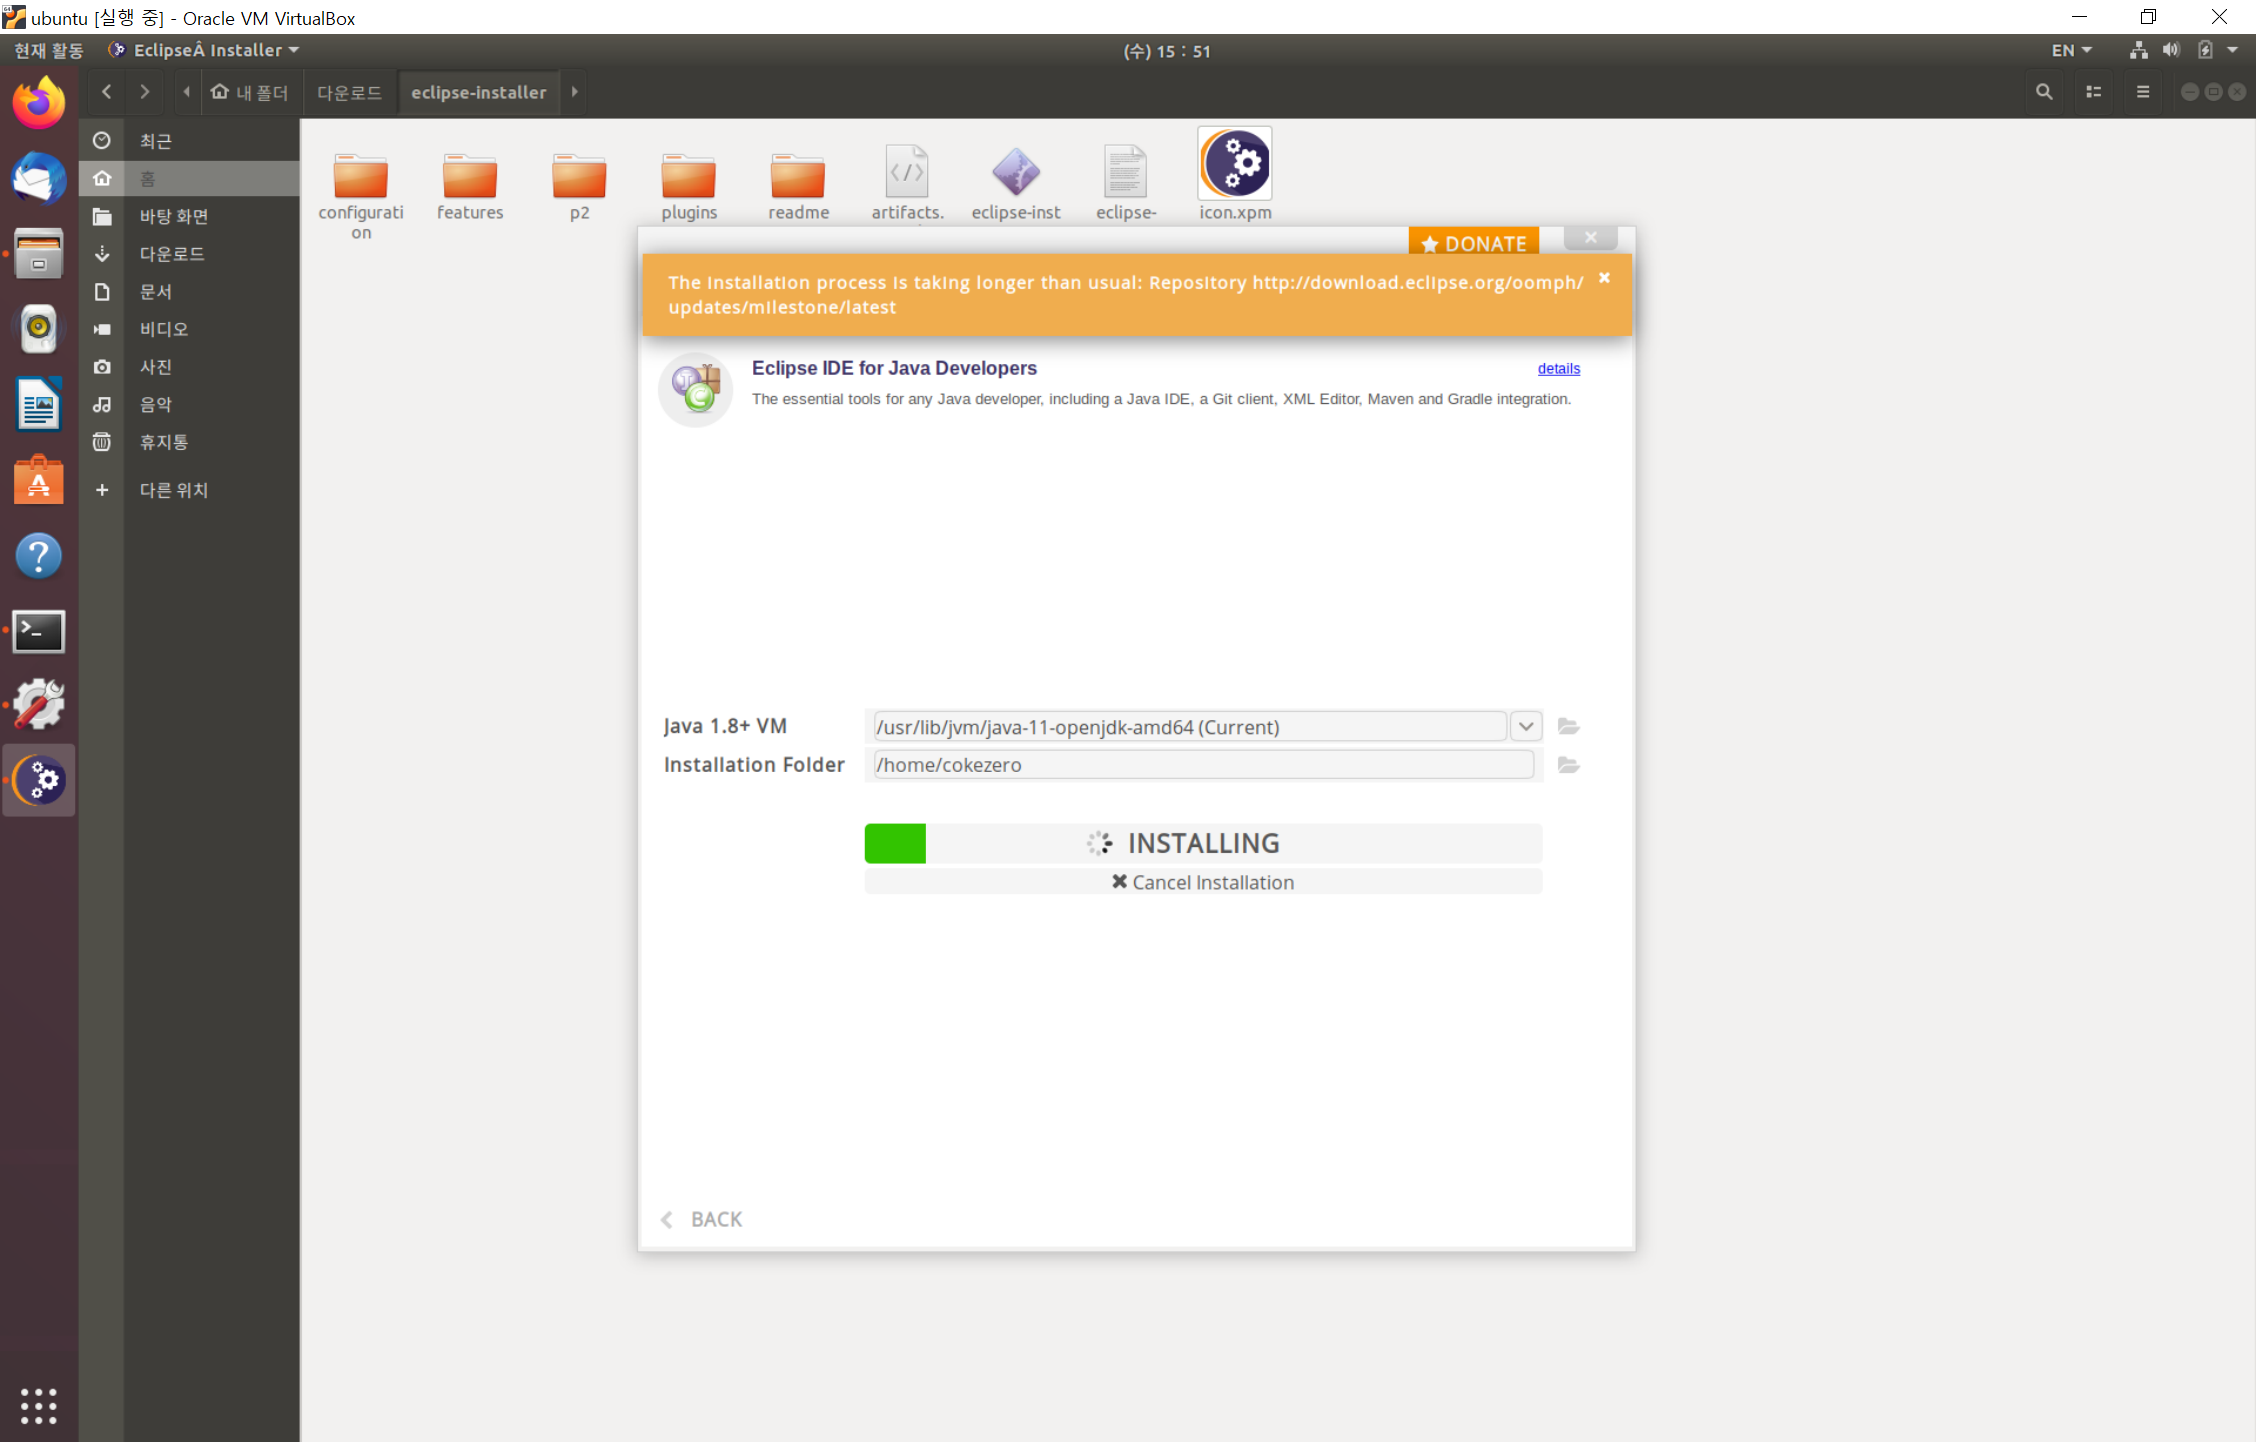 ubuntu [실행 중] - Oracle VM VirtualBox
현재 활동
EclipseÂ Installer
(수) 15 : 51
EN
내 폴더
다운로드
eclipse-installer
최근
홈
바탕 화면
다운로드
문서
비디오
사진
음악
휴지통
다른 위치
configurati
on
features
p2
plugins
readme
artifacts.
eclipse-inst
eclipse-
icon.xpm
DONATE
The installation process is taking longer than usual: Repository http://download.eclipse.org/oomph/
updates/milestone/latest
Eclipse IDE for Java Developers
details
The essential tools for any Java developer, including a Java IDE, a Git client, XML Editor, Maven and Gradle integration.
Java 1.8+ VM
/usr/lib/jvm/java-11-openjdk-amd64 (Current)
Installation Folder
/home/cokezero
INSTALLING
Cancel Installation
BACK